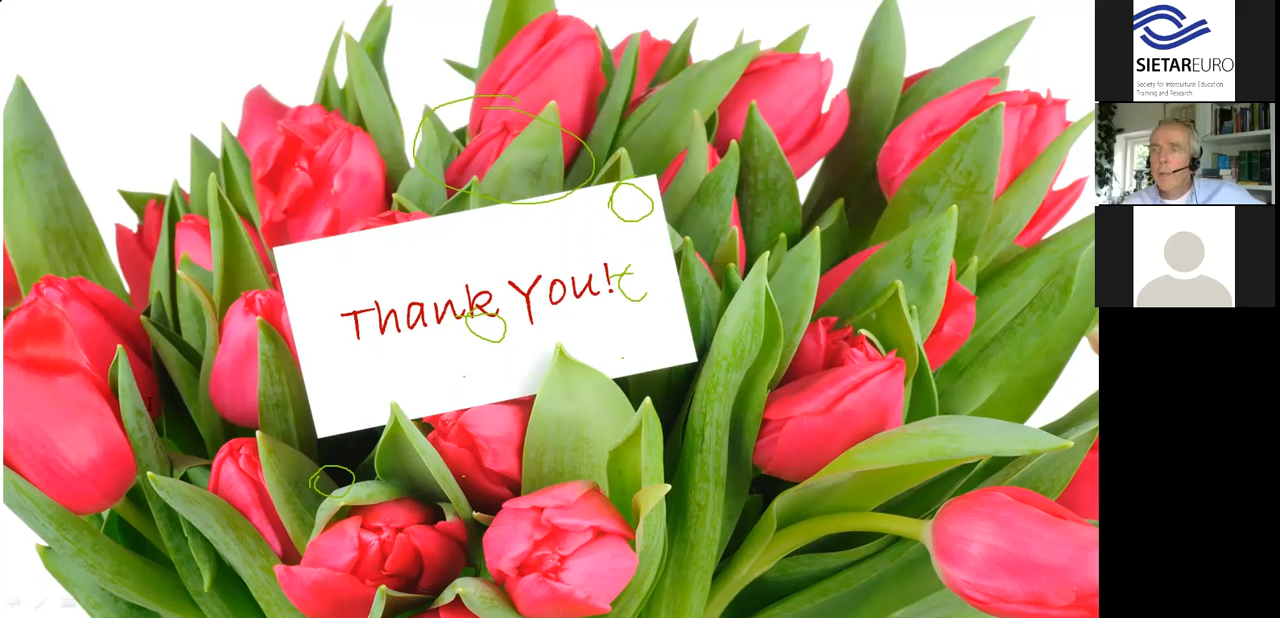 Thank You!
SIETAREURO
Society for Intercultural Education
Training and Research